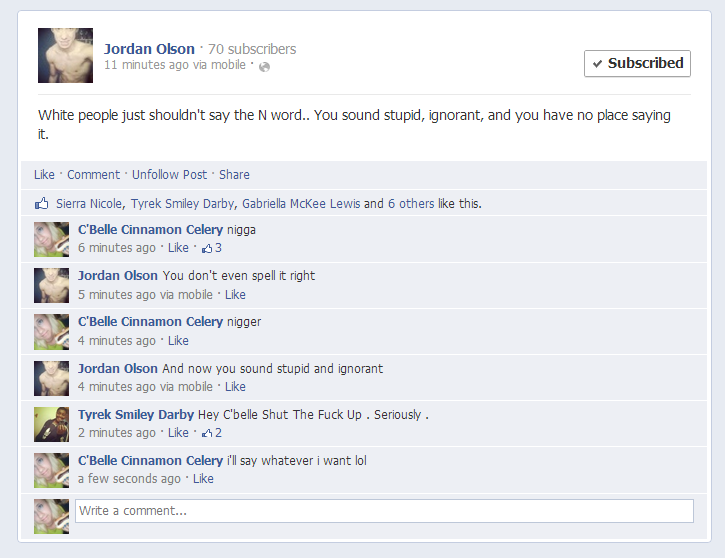 Jordan Olson · 70 subscribers
11 minutes ago via mobile ·
Subscribed
White people just shouldn't say the N word.. You sound stupid, ignorant, and you have no place saying
it.
Like · Comment · Unfollow Post · Share
Sierra Nicole, Tyrek Smiley Darby, Gabriella McKee Lewis and 6 others like this.
C'Belle Cinnamon Celery nigga
6 minutes ago · Like · 3
Jordan Olson You don't even spell it right
5 minutes ago via mobile · Like
C'Belle Cinnamon Celery nigger
4 minutes ago · Like
Jordan Olson And now you sound stupid and ignorant
4 minutes ago via mobile · Like
Tyrek Smiley Darby Hey C'belle Shut The Fuck Up . Seriously .
2 minutes ago · Like · 2
C'Belle Cinnamon Celery i'll say whatever i want lol
a few seconds ago · Like
Write a comment...